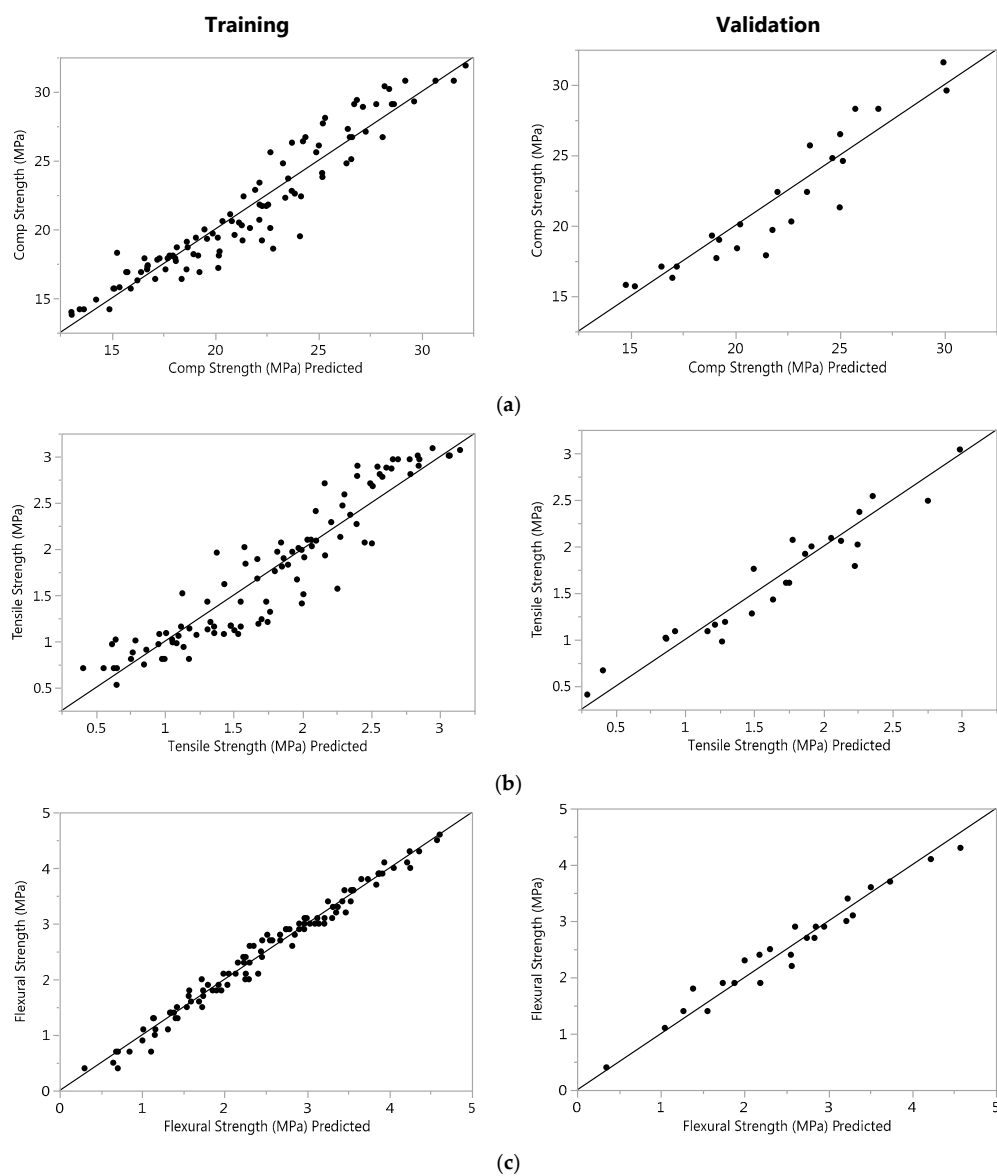 Training
Validation
Comp Strength (MPa)
30
25
20
15
15 20 25 30
Comp Strength (MPa) Predicted
Comp Strength (MPa)
30
25
20
15
15 20 25 30
Comp Strength (MPa) Predicted
(a)
Tensile Strength (MPa)
3
2.5
2
1.5
1
0.5
0.5 1 1.5 2 2.5 3
Tensile Strength (MPa) Predicted
Tensile Strength (MPa)
3
2.5
2
1.5
1
0.5
0.5 1 1.5 2 2.5 3
Tensile Strength (MPa) Predicted
(b)
Flexural Strength (MPa)
5
4
3
2
1
0
0 1 2 3 4 5
Flexural Strength (MPa) Predicted
Flexural Strength (MPa)
5
4
3
2
1
0
0 1 2 3 4 5
Flexural Strength (MPa) Predicted
(c)